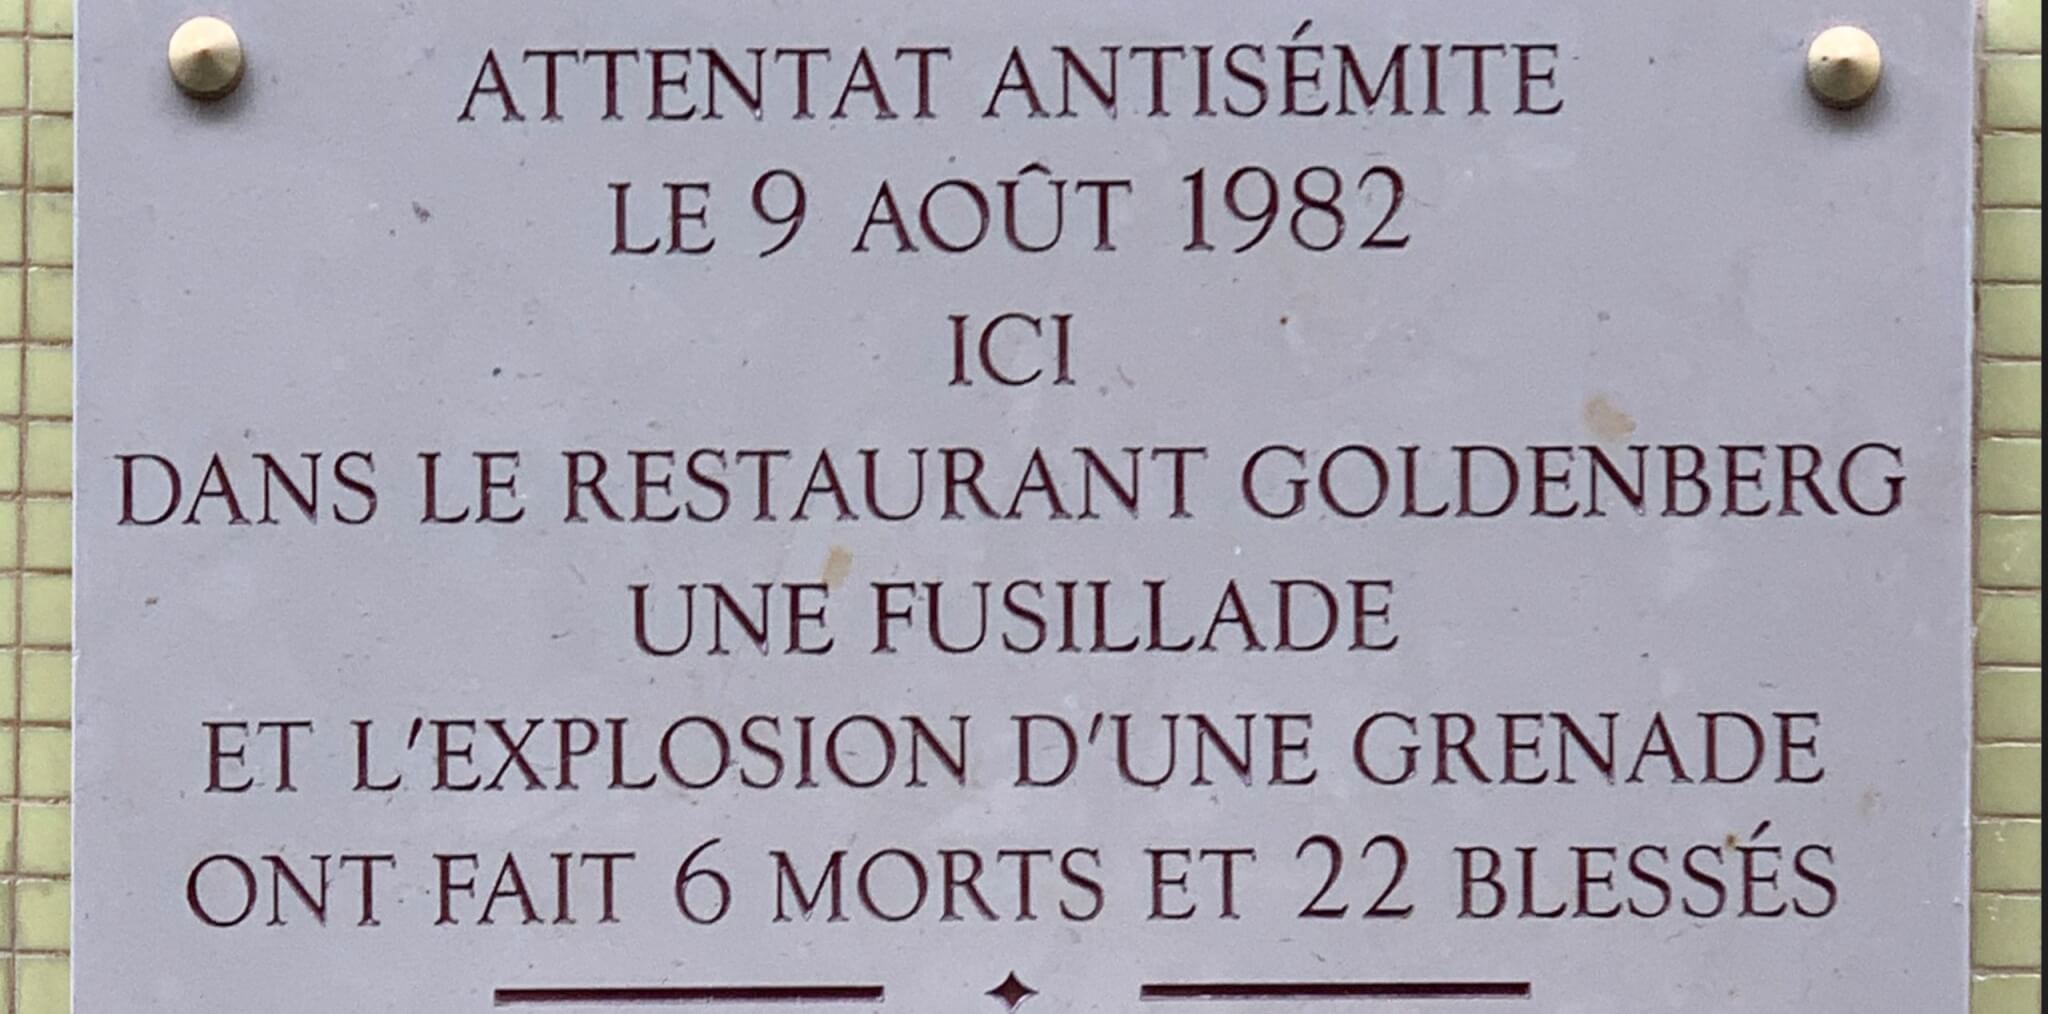 ATTENTAT ANTISÉMITE
LE 9 AOÛT 1982
ICI
DANS LE RESTAURANT GOLDENBERG
UNE FUSILLADE
ET L'EXPLOSION D'UNE GRENADE
ONT FAIT 6 MORTS ET 22 BLESSÉS